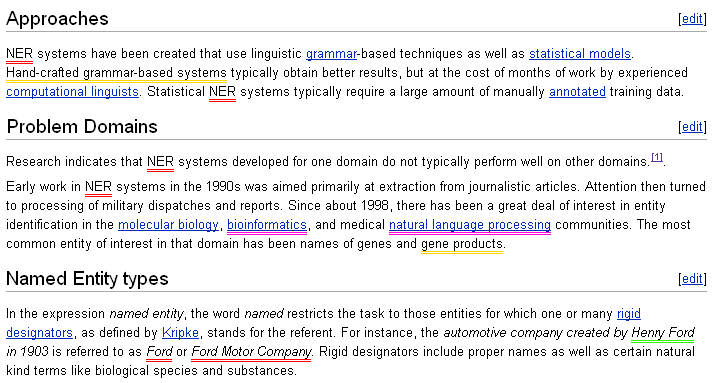 Approaches [edit]
NER systems have been created that use linguistic grammar-based techniques as well as statistical models.
Hand-crafted grammar-based systems typically obtain better results, but at the cost of months of work by experienced
computational linguists. Statistical NER systems typically require a large amount of manually annotated training data.
Problem Domains [edit]
Research indicates that NER systems developed for one domain do not typically perform well on other domains.[1].
Early work in NER systems in the 1990s was aimed primarily at extraction from journalistic articles. Attention then turned
to processing of military dispatches and reports. Since about 1998, there has been a great deal of interest in entity
identification in the molecular biology, bioinformatics, and medical natural language processing communities. The most
common entity of interest in that domain has been names of genes and gene products.
Named Entity types [edit]
In the expression named entity, the word named restricts the task to those entities for which one or many rigid
designators, as defined by Kripke, stands for the referent. For instance, the automotive company created by Henry Ford
in 1903 is referred to as Ford or Ford Motor Company. Rigid designators include proper names as well as certain natural
kind terms like biological species and substances.